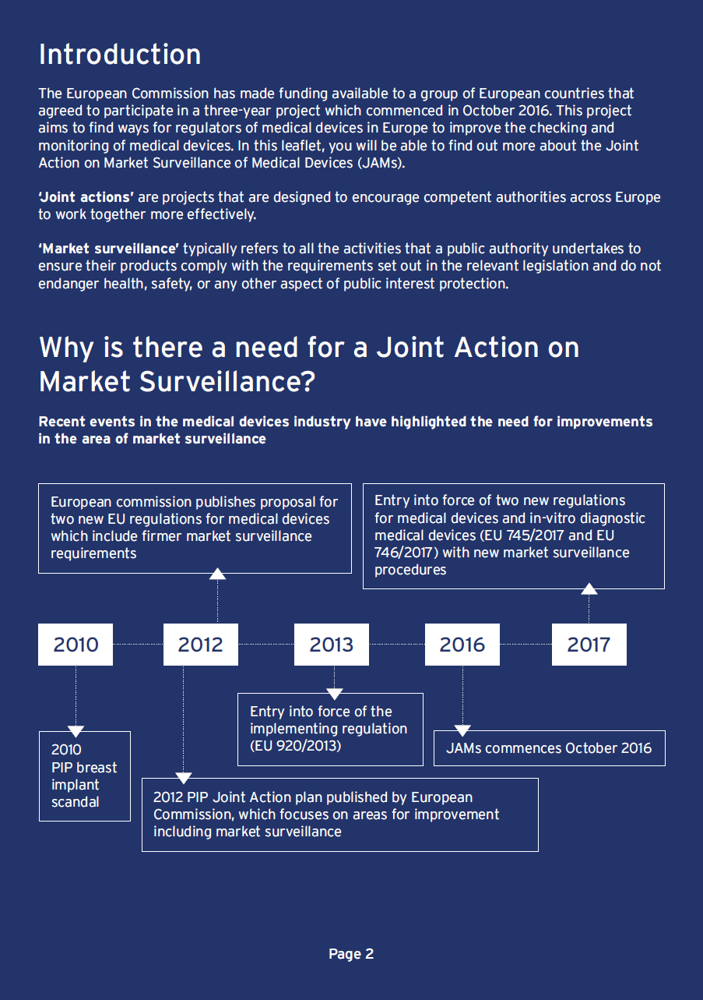 Introduction
The European Commission has made funding available to a group of European countries that
agreed to participate in a three-year project which commenced in October 2016. This project
aims to find ways for regulators of medical devices in Europe to improve the checking and
monitoring of medical devices. In this leaflet, you will be able to find out more about the Joint
Action on Market Surveillance of Medical Devices (JAMs).
‘Joint actions’ are projects that are designed to encourage competent authorities across Europe
to work together more effectively.
‘Market surveillance’ typically refers to all the activities that a public authority undertakes to
ensure their products comply with the requirements set out in the relevant legislation and do not
endanger health, safety, or any other aspect of public interest protection.
Why is there a need for a Joint Action on
Market Surveillance?
Recent events in the medical devices industry have highlighted the need for improvements
in the area of market surveillance
European commission publishes proposal for
two new EU regulations for medical devices
which include firmer market surveillance
requirements
Entry into force of two new regulations
for medical devices and in-vitro diagnostic
medical devices (EU 745/2017 and EU
746/2017) with new market surveillance
procedures
2010
2012
2013
2016
2017
Entry into force of the
implementing regulation
(EU 920/2013)
JAMs commences October 2016
2010
PIP breast
implant
scandal
2012 PIP Joint Action plan published by European
Commission, which focuses on areas for improvement
including market surveillance
Page 2